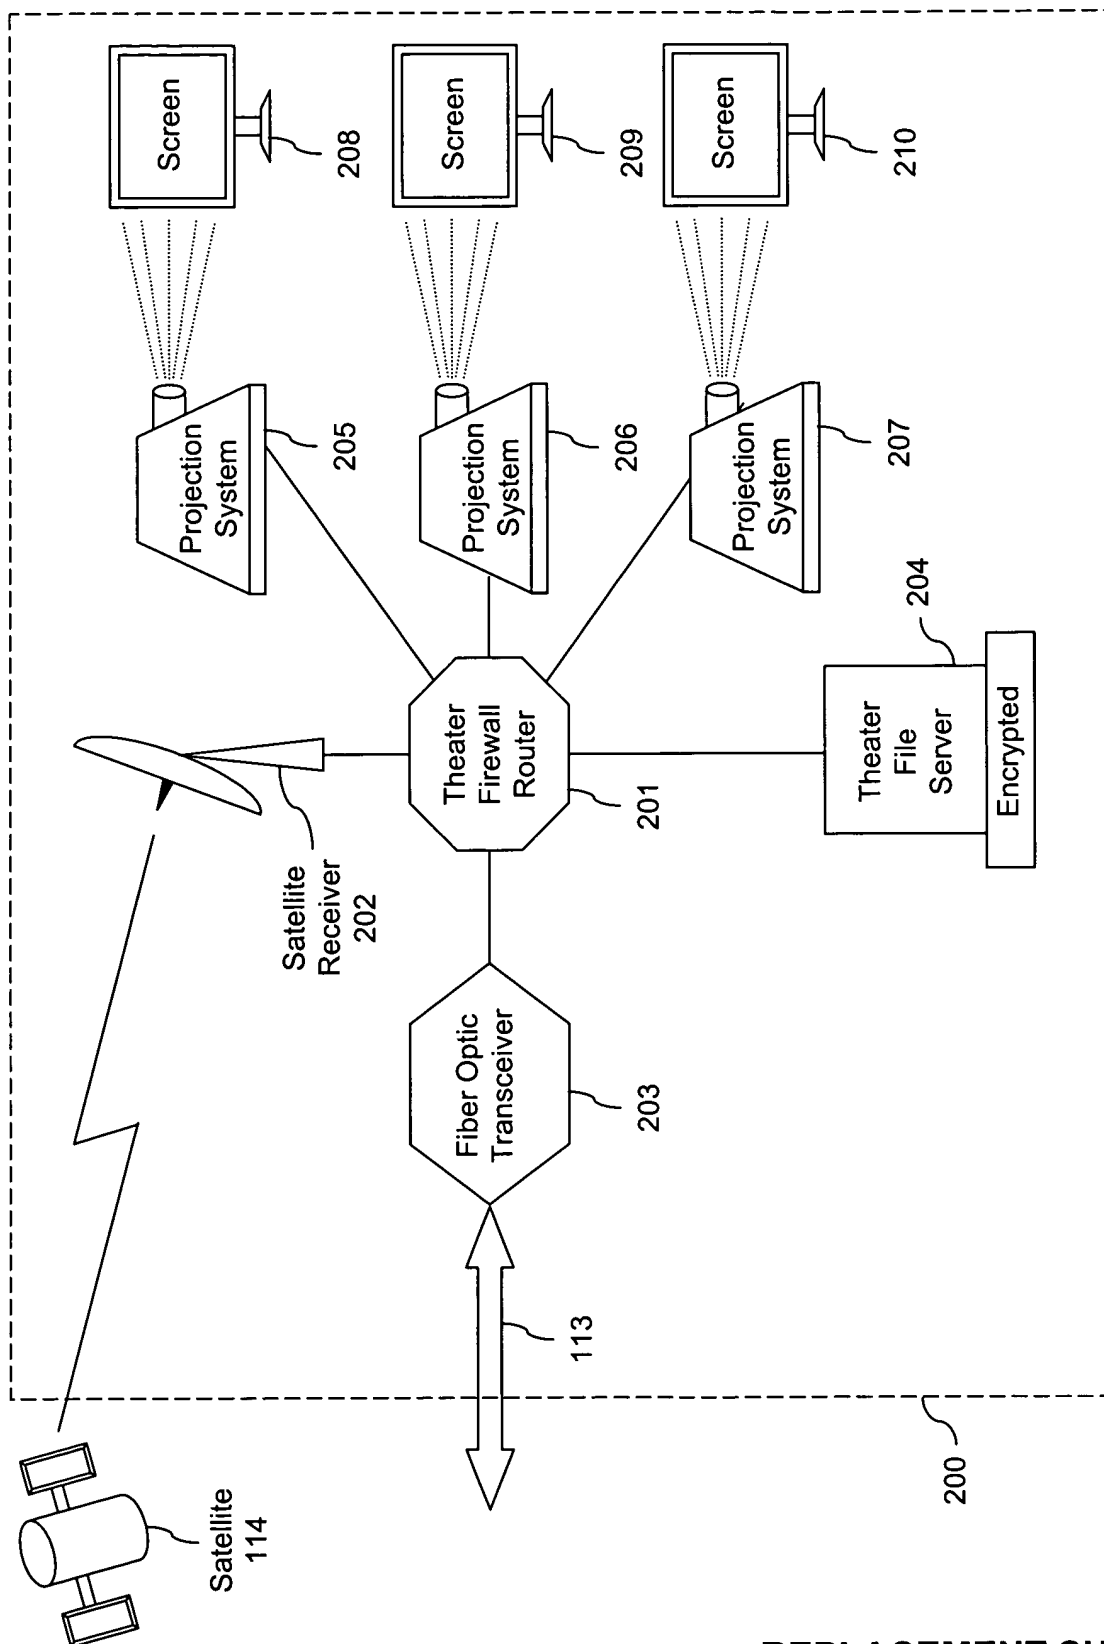 Satellite
114
Satellite
Receiver
202
Projection
System
205
Screen
208
113
Fiber Optic
Transceiver
203
Theater
Firewall
Router
201
Projection
System
206
Screen
209
Projection
System
207
Screen
210
200
Theater
File
Server
204
Encrypted
REPLACEMENT